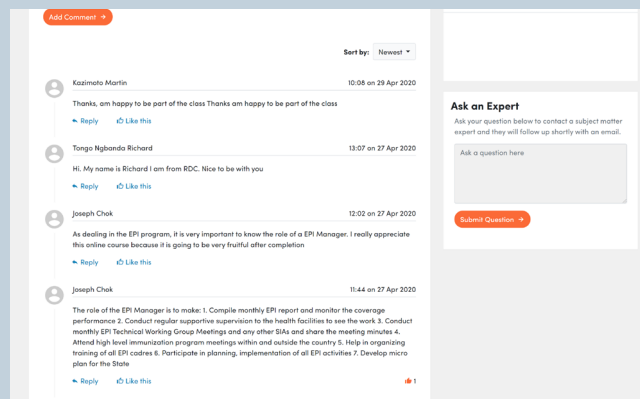 Add Comment →
Sort by: Newest
Kazimoto Martin 10:08 on 29 Apr 2020
Thanks, am happy to be part of the class Thanks am happy to be part of the class
Reply Like this
Tongo Ngbanda Richard 13:07 on 27 Apr 2020
Hi. My name is Richard I am from RDC. Nice to be with you
Reply Like this
Joseph Chok 12:02 on 27 Apr 2020
As dealing in the EPI program, it is very important to know the role of a EPI Manager. I really appreciate
this online course because it is going to be very fruitful after completion
Reply Like this
Joseph Chok 11:44 on 27 Apr 2020
The role of the EPI Manager is to make: 1. Compile monthly EPI report and monitor the coverage
performance 2. Conduct regular supportive supervision to the health facilities to see the work 3. Conduct
monthly EPI Technical Working Group Meetings and any other SIAs and share the meeting minutes 4.
Attend high level immunization program meetings within and outside the country 5. Help in organizing
training of all EPI cadres 6. Participate in planning, implementation of all EPI activities 7. Develop micro
plan for the State
Reply Like this 1
Ask an Expert
Ask your question below to contact a subject matter
expert and they will follow up shortly with an email.
Ask a question here
Submit Question →